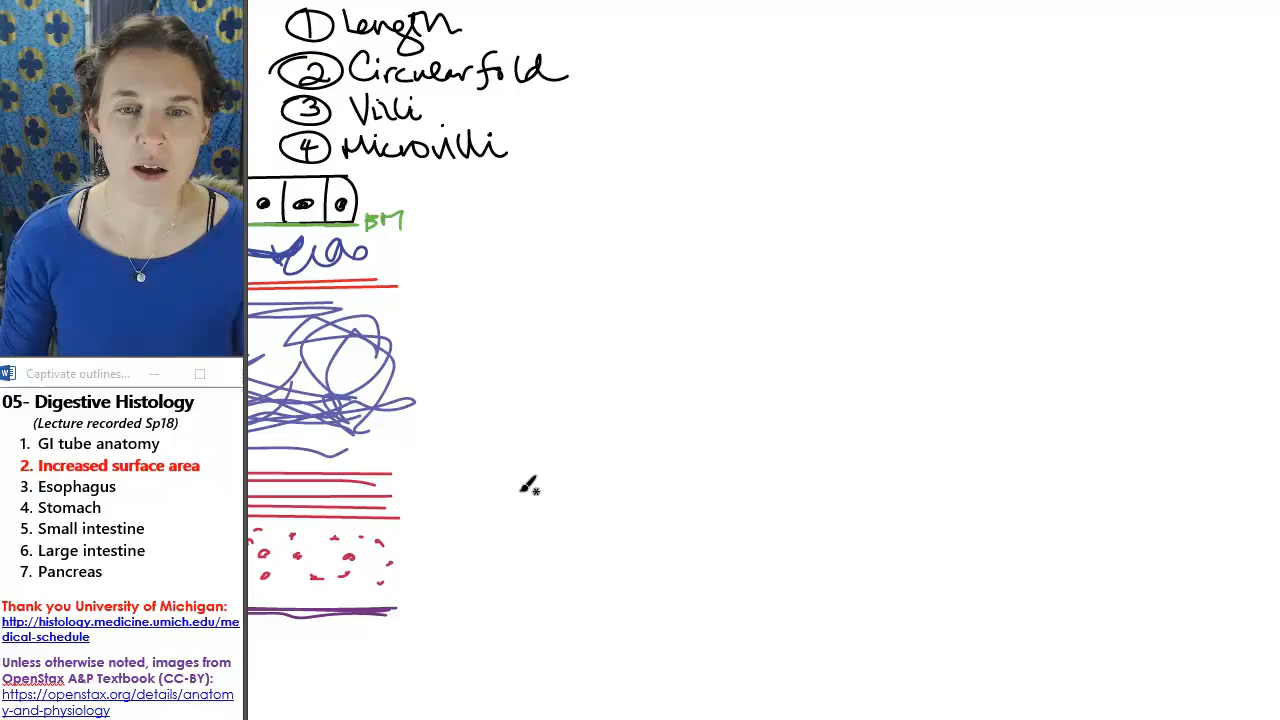 ① Length
② Circular fold
③ Villi
④ Microvilli
BM
Captivate outlines...
05- Digestive Histology
(Lecture recorded Sp18)
1. GI tube anatomy
2. Increased surface area
3. Esophagus
4. Stomach
5. Small intestine
6. Large intestine
7. Pancreas
Thank you University of Michigan:
http://histology.medicine.umich.edu/me
dical-schedule
Unless otherwise noted, images from
OpenStax A&P Textbook (CC-BY):
https://openstax.org/details/anatom
y-and-physiology